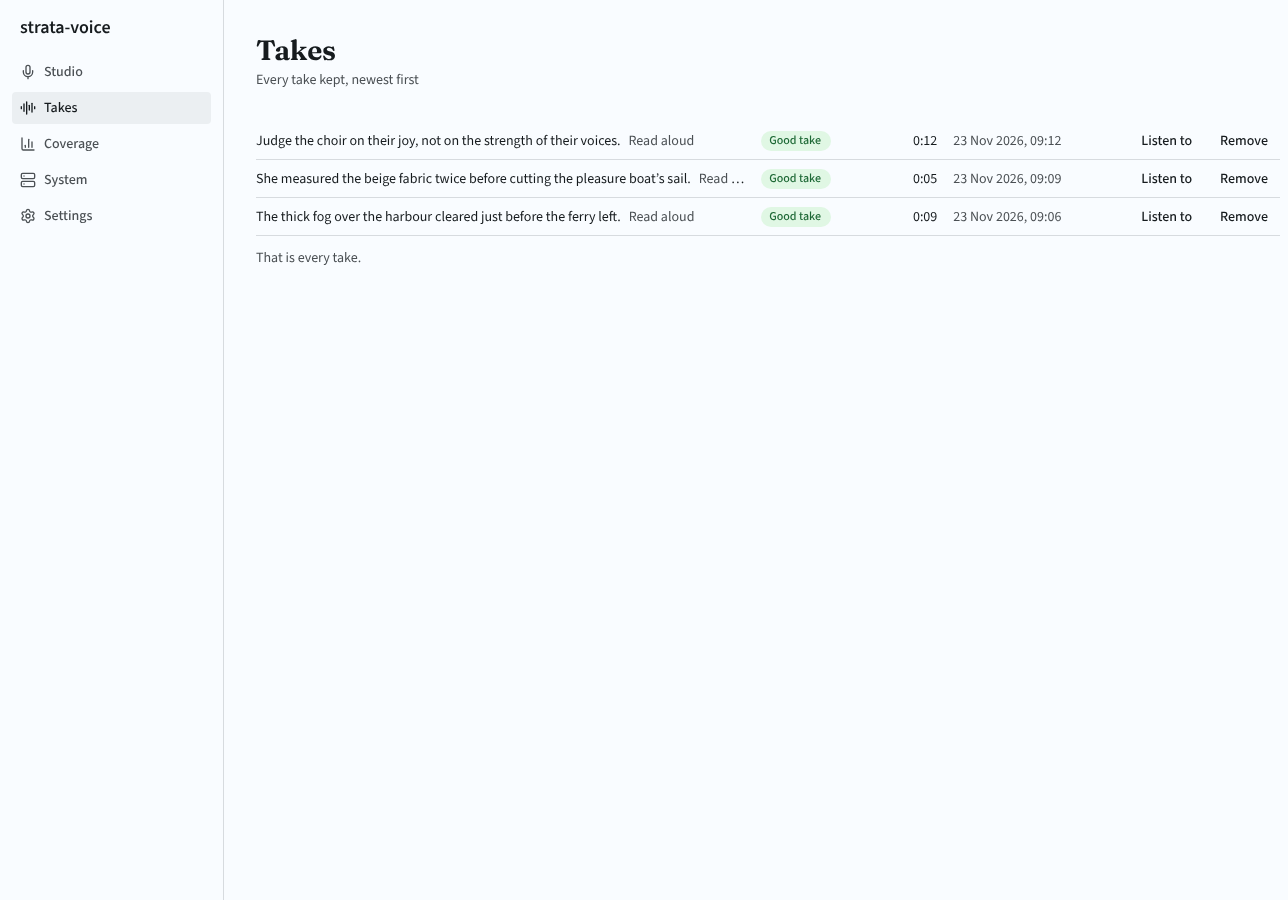 strata-voice
Studio
Takes
Coverage
System
Settings
Takes
Every take kept, newest first
Judge the choir on their joy, not on the strength of their voices. Read aloud Good take 0:12 23 Nov 2026, 09:12 Listen to Remove
She measured the beige fabric twice before cutting the pleasure boat’s sail. Read … Good take 0:05 23 Nov 2026, 09:09 Listen to Remove
The thick fog over the harbour cleared just before the ferry left. Read aloud Good take 0:09 23 Nov 2026, 09:06 Listen to Remove
That is every take.